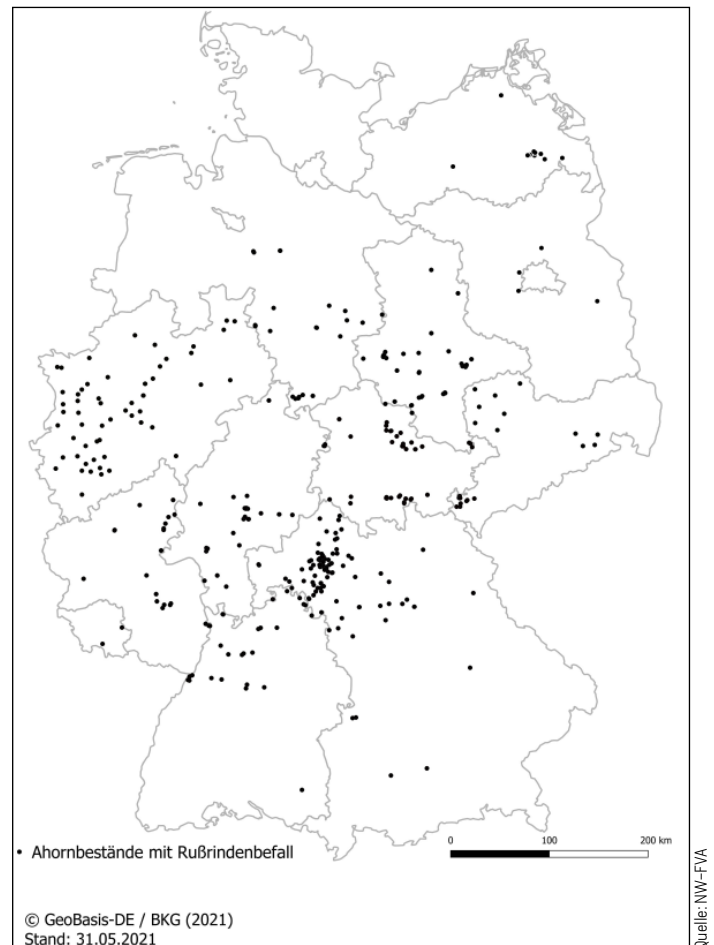 0 100 200 km
• Ahornbestände mit Rußrindenbefall
© GeoBasis-DE / BKG (2021)
Stand: 31.05.2021
Quelle: NW-FVA